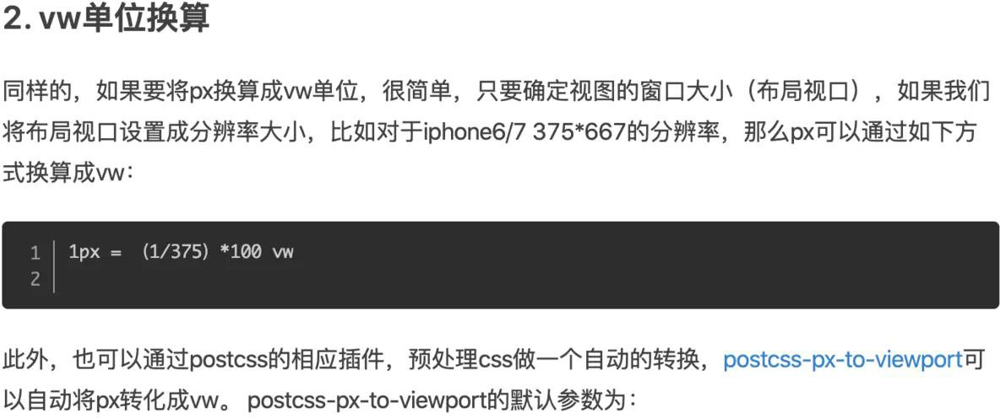 2. vw单位换算
同样的，如果要将px换算成vw单位，很简单，只要确定视图的窗口大小（布局视口），如果我们
将布局视口设置成分辨率大小，比如对于iphone6/7 375*667的分辨率，那么px可以通过如下方
式换算成vw：
1 1px = （1/375）*100 vw
2
此外，也可以通过postcss的相应插件，预处理css做一个自动的转换，postcss-px-to-viewport可
以自动将px转化成vw。 postcss-px-to-viewport的默认参数为：